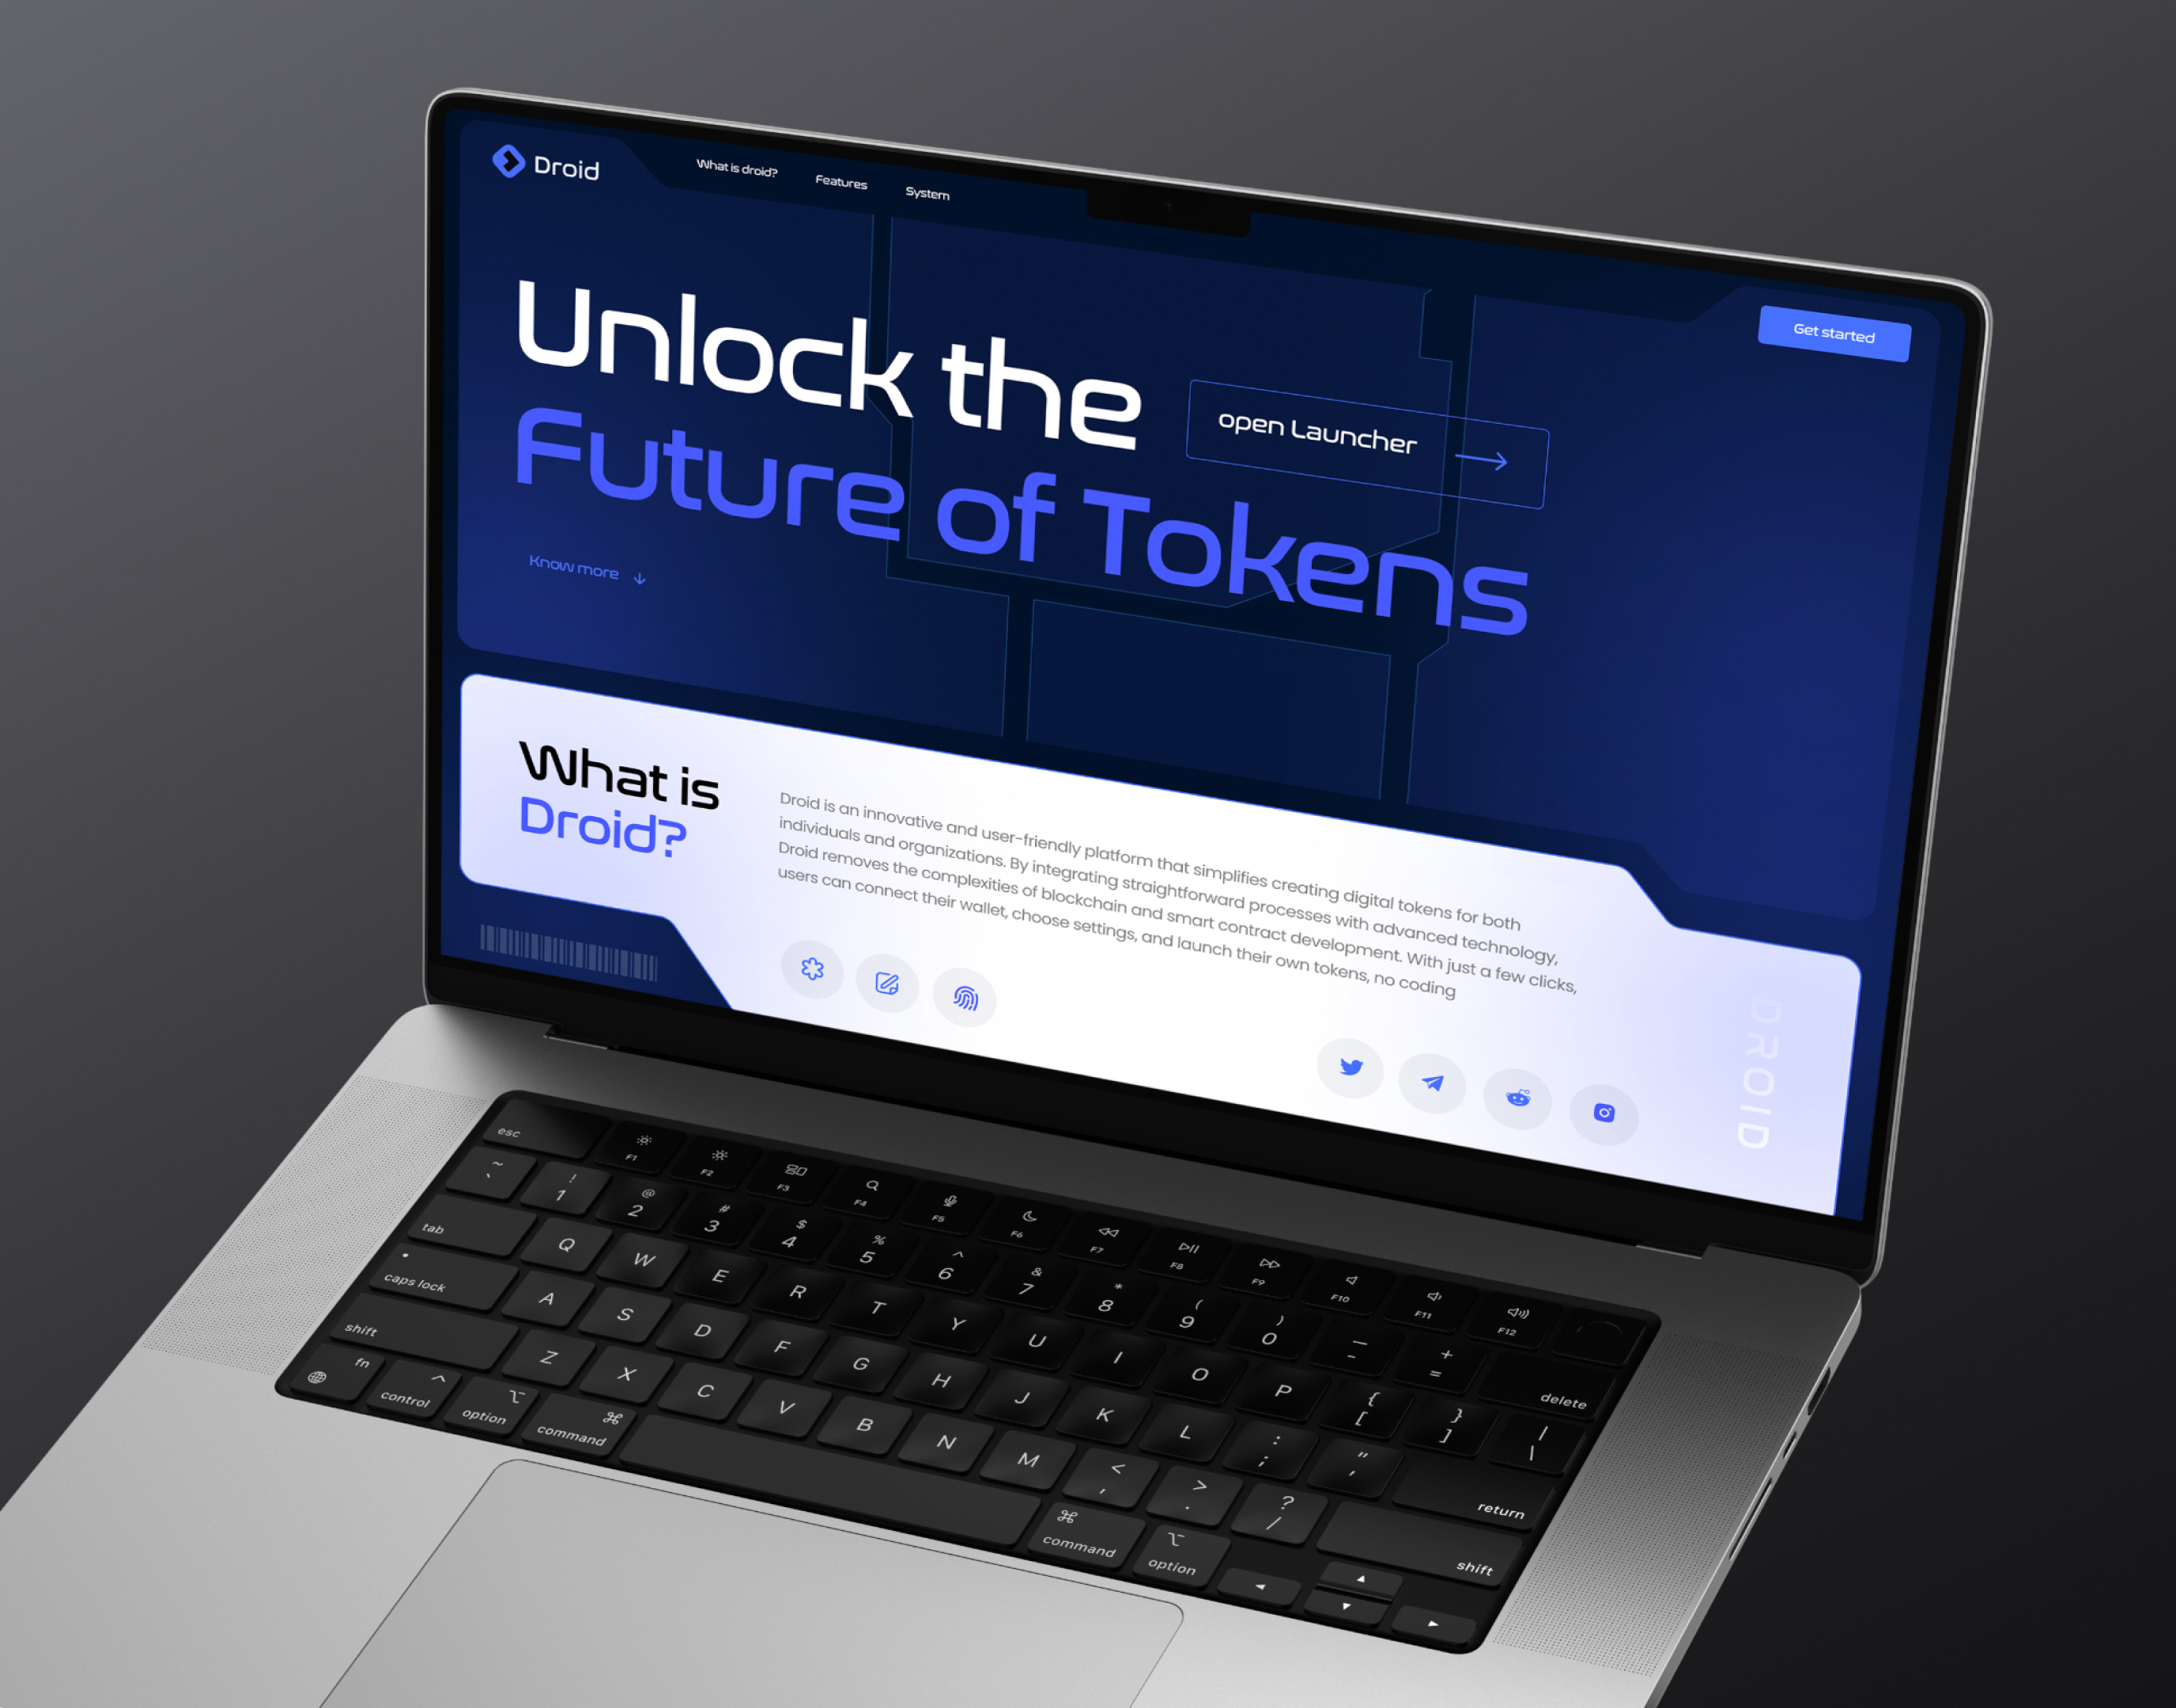 Droid
What is droid?
Features
System
Get started
Unlock the
open Launcher
Future of Tokens
Know more
What is
Droid?
Droid is an innovative and user-friendly platform that simplifies creating digital tokens for both
individuals and organizations. By integrating straightforward processes with advanced technology,
Droid removes the complexities of blockchain and smart contract development. With just a few clicks,
users can connect their wallet, choose settings, and launch their own tokens, no coding
DROID
esc
F1
F2
F3
F4
F5
F6
F7
F8
F9
F10
F11
F12
~ `
! 1
@ 2
# 3
$ 4
% 5
^ 6
& 7
* 8
( 9
) 0
— -
+ =
delete
tab
Q
W
E
R
T
Y
U
I
O
P
{ [
} ]
| \
caps lock
A
S
D
F
G
H
J
K
L
: ;
" '
return
shift
Z
X
C
V
B
N
M
< ,
> .
? /
shift
fn
control
option
command
command
option